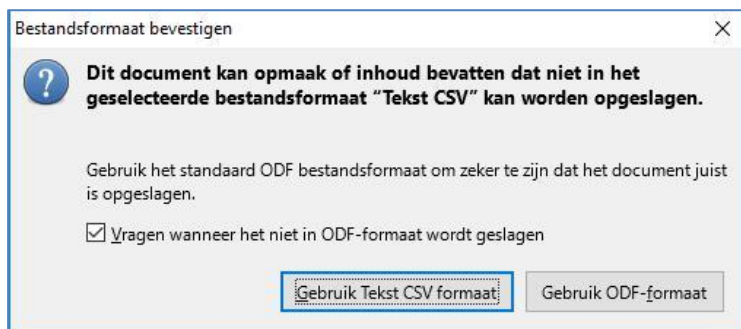 Bestandsformaat bevestigen
Dit document kan opmaak of inhoud bevatten dat niet in het
geselecteerde bestandsformaat “Tekst CSV” kan worden opgeslagen.
Gebruik het standaard ODF bestandsformaat om zeker te zijn dat het document juist
is opgeslagen.
Vragen wanneer het niet in ODF-formaat wordt geslagen
Gebruik Tekst CSV formaat
Gebruik ODF-formaat